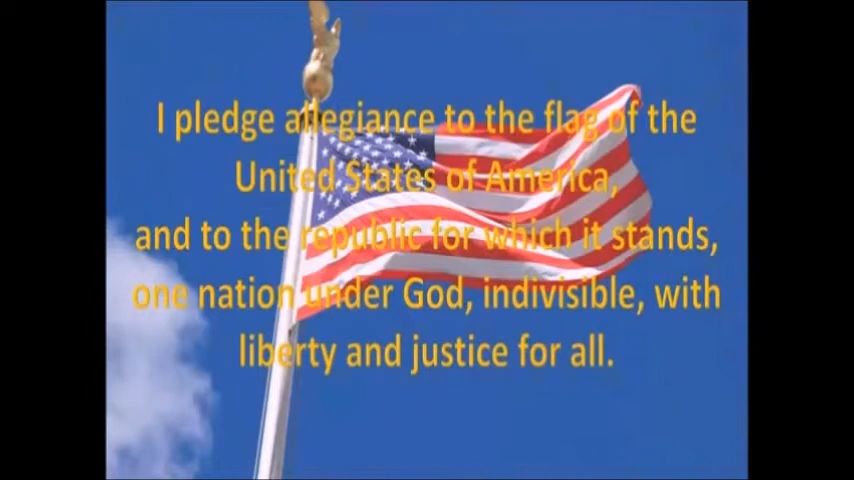 I pledge allegiance to the flag of the
United States of America,
and to the republic for which it stands,
one nation under God, indivisible, with
liberty and justice for all.